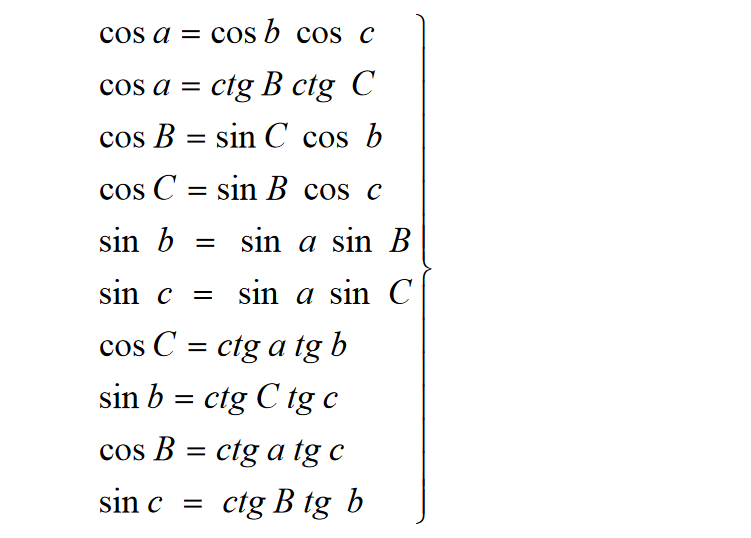 cos a = cos b cos c
cos a = ctg B ctg C
cos B = sin C cos b
cos C = sin B cos c
sin b = sin a sin B
sin c = sin a sin C
cos C = ctg a tg b
sin b = ctg C tg c
cos B = ctg a tg c
sin c = ctg B tg b